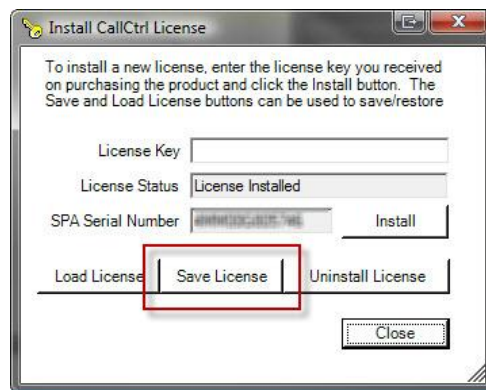 Install CallCtrl License
To install a new license, enter the license key you received
on purchasing the product and click the Install button. The
Save and Load License buttons can be used to save/restore
License Key
License Status License Installed
SPA Serial Number Install
Load License Save License Uninstall License
Close